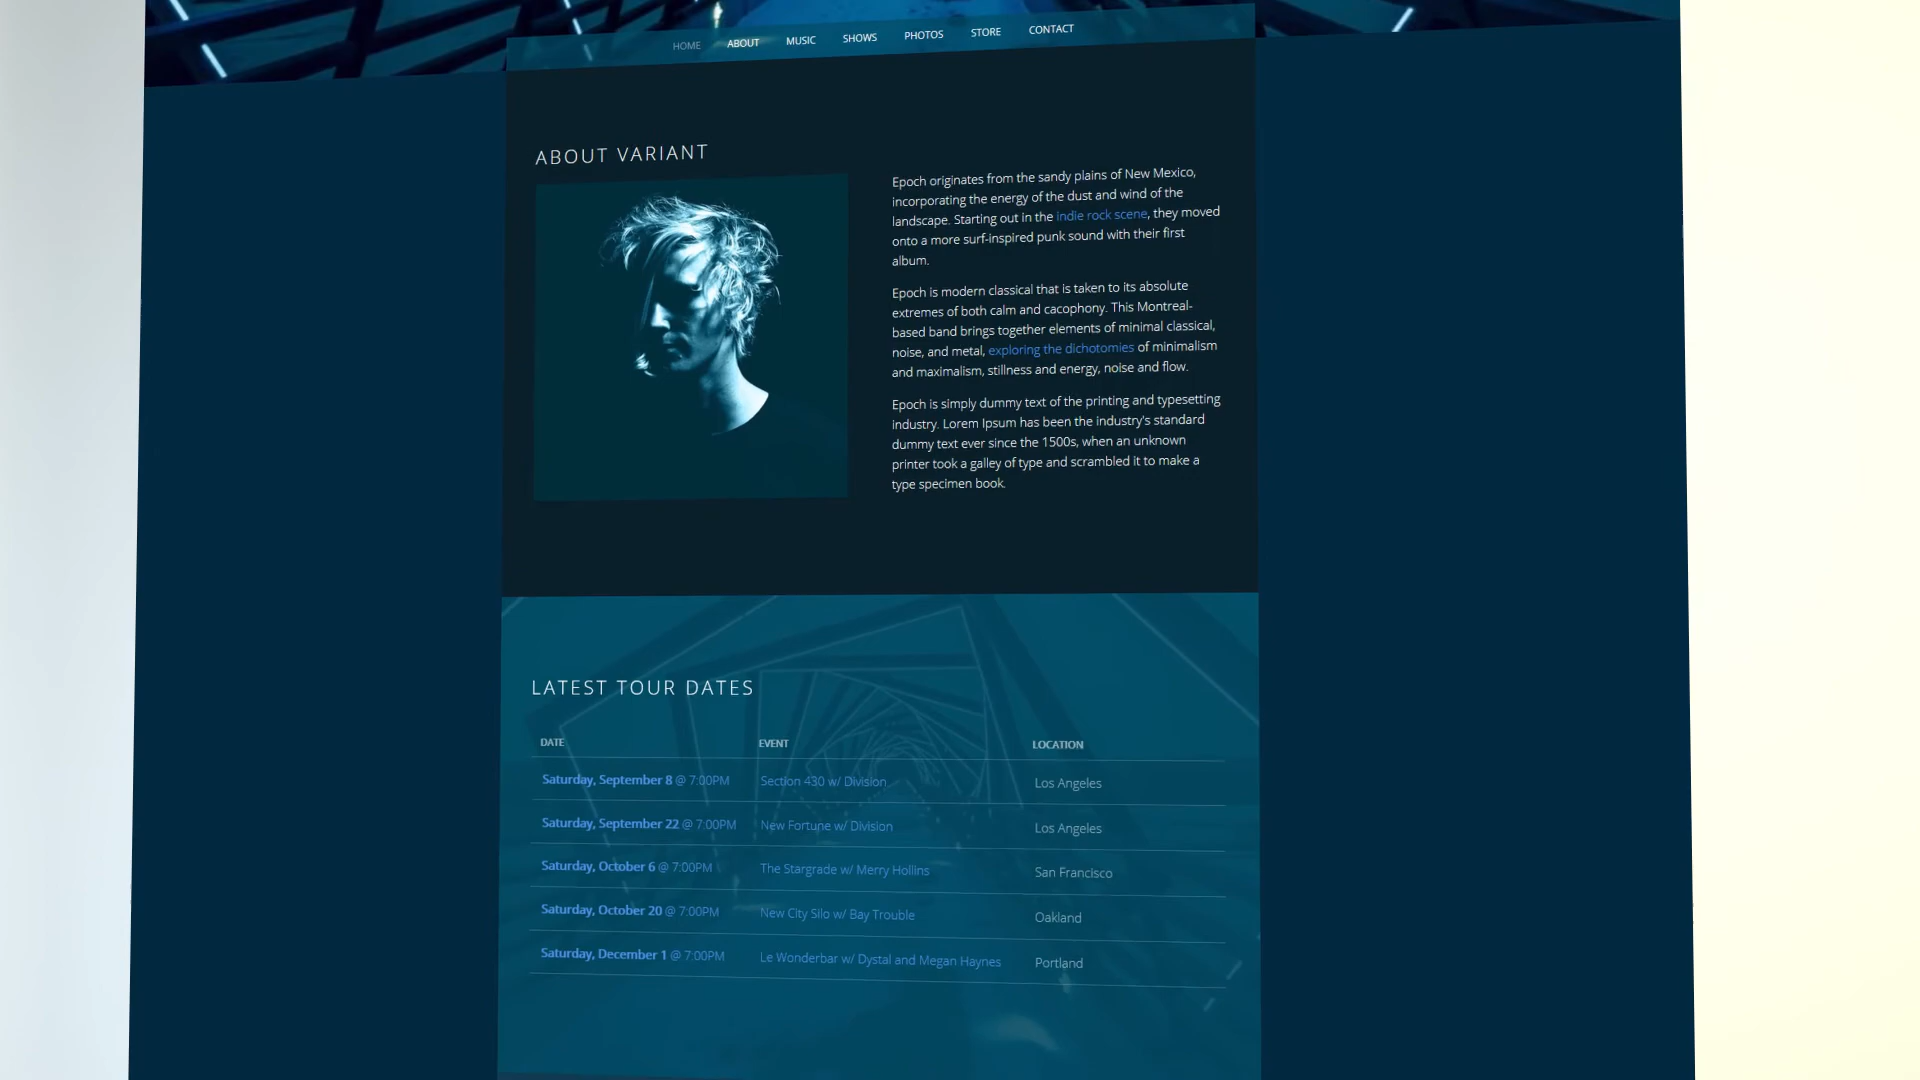 HOME ABOUT MUSIC SHOWS PHOTOS STORE CONTACT
ABOUT VARIANT
Epoch originates from the sandy plains of New Mexico,
incorporating the energy of the dust and wind of the
landscape. Starting out in the indie rock scene, they moved
onto a more surf-inspired punk sound with their first
album.
Epoch is modern classical that is taken to its absolute
extremes of both calm and cacophony. This Montreal-
based band brings together elements of minimal classical,
noise, and metal, exploring the dichotomies of minimalism
and maximalism, stillness and energy, noise and flow.
Epoch is simply dummy text of the printing and typesetting
industry. Lorem Ipsum has been the industry's standard
dummy text ever since the 1500s, when an unknown
printer took a galley of type and scrambled it to make a
type specimen book.
LATEST TOUR DATES
DATE EVENT LOCATION
Saturday, September 8 @ 7:00PM Section 430 w/ Division Los Angeles
Saturday, September 22 @ 7:00PM New Fortune w/ Division Los Angeles
Saturday, October 6 @ 7:00PM The Stargrade w/ Merry Hollins San Francisco
Saturday, October 20 @ 7:00PM New City Silo w/ Bay Trouble Oakland
Saturday, December 1 @ 7:00PM Le Wonderbar w/ Dystal and Megan Haynes Portland